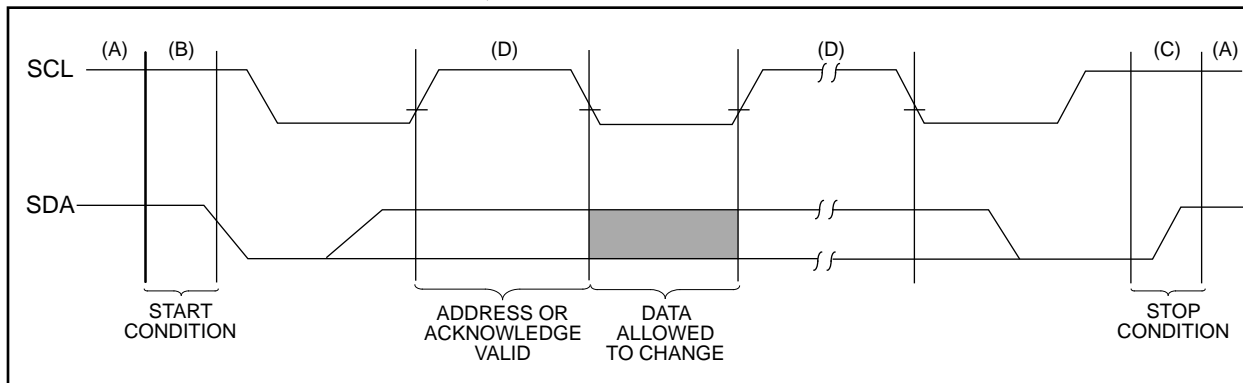 (A) (B) (D) (D) (C) (A)
SCL
SDA
START
CONDITION
ADDRESS OR
ACKNOWLEDGE
VALID
DATA
ALLOWED
TO CHANGE
STOP
CONDITION